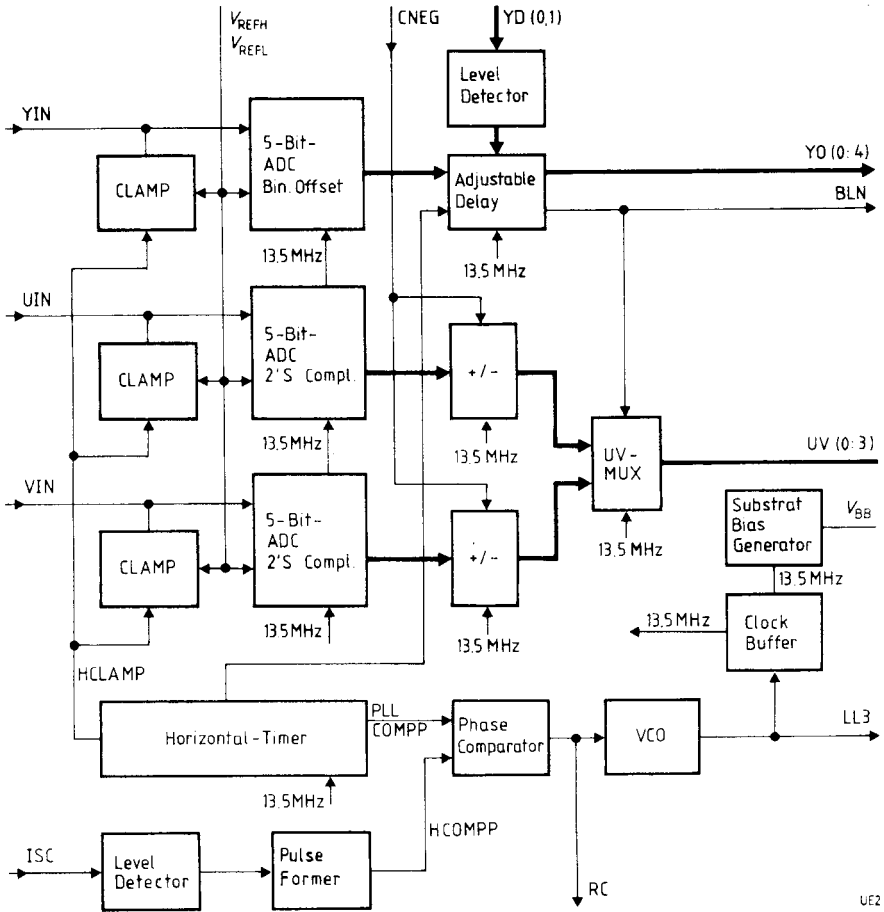 V REFH
V REFL
CNEG
YD (0,1)
Level
Detector
YIN
5-Bit-
ADC
Bin. Offset
CLAMP
Adjustable
Delay
YO (0:4)
BLN
13.5 MHz
13.5 MHz
UIN
5-Bit-
ADC
2'S Compl.
CLAMP
+/-
13.5 MHz
13.5 MHz
UV-
MUX
UV (0:3)
VIN
5-Bit-
ADC
2'S Compl.
CLAMP
+/-
13.5 MHz
Substrat
Bias
Generator
V BB
13.5 MHz
13.5 MHz
13.5 MHz
13.5 MHz
Clock
Buffer
HCLAMP
Horizontal-Timer
PLL
COMPP
Phase
Comparator
VCO
LL3
13.5 MHz
HCOMPP
ISC
Level
Detector
Pulse
Former
RC
UE2